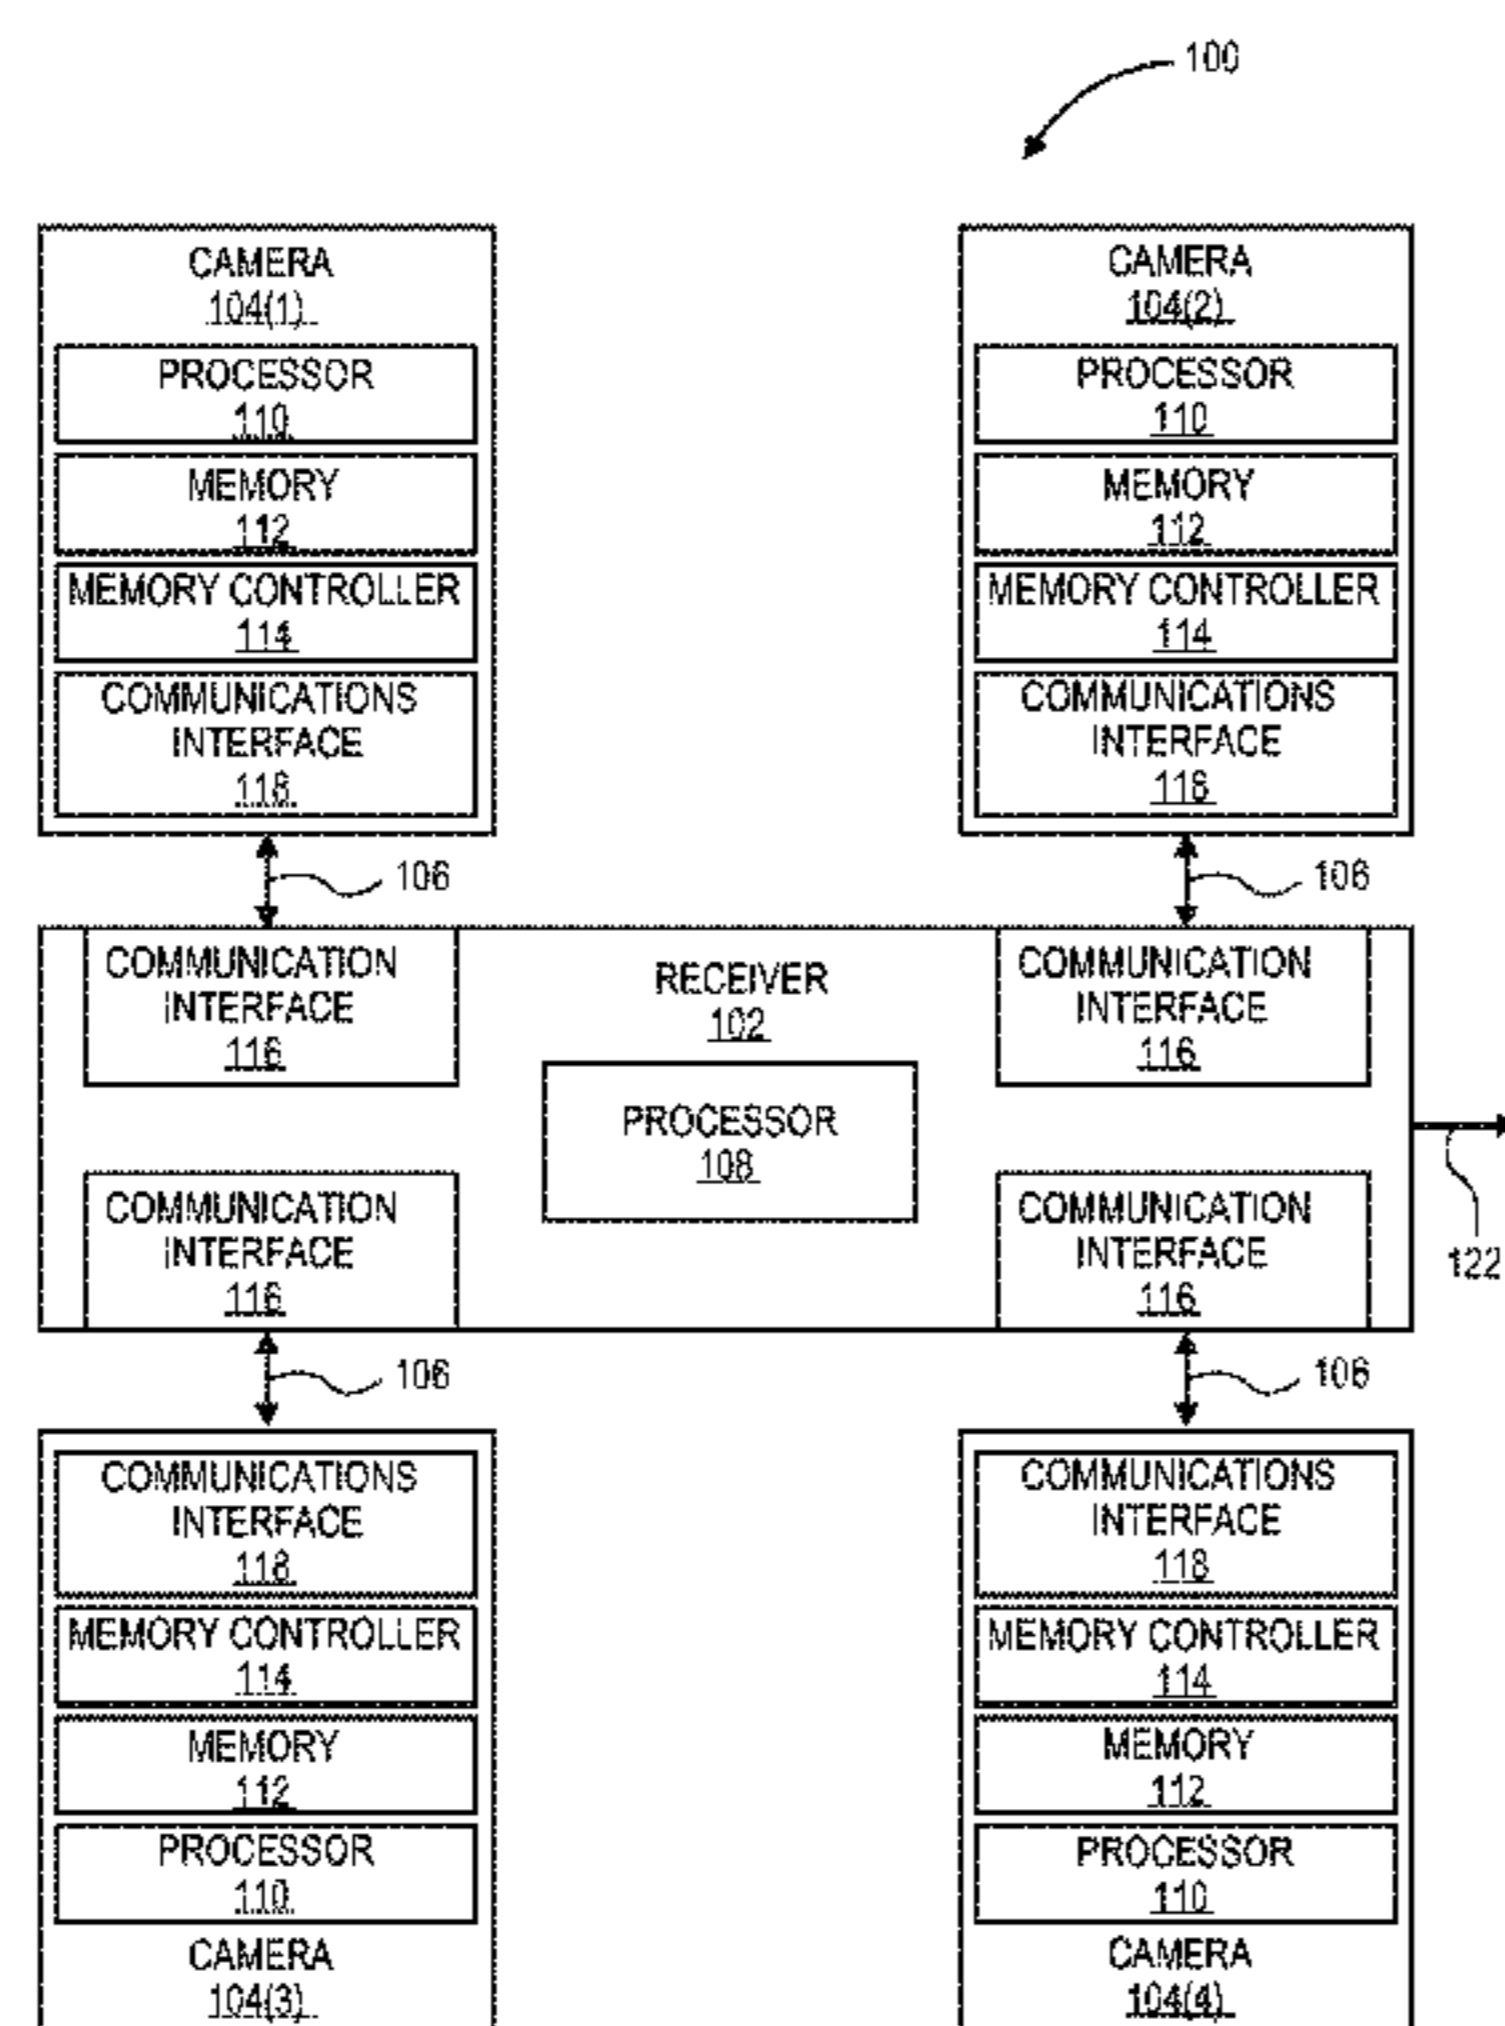 100
CAMERA
104(1)
PROCESSOR
110
MEMORY
112
MEMORY CONTROLLER
114
COMMUNICATIONS
INTERFACE
118
CAMERA
104(2)
PROCESSOR
110
MEMORY
112
MEMORY CONTROLLER
114
COMMUNICATIONS
INTERFACE
118
106
106
COMMUNICATION
INTERFACE
116
RECEIVER
102
COMMUNICATION
INTERFACE
116
PROCESSOR
108
COMMUNICATION
INTERFACE
116
COMMUNICATION
INTERFACE
116
122
106
106
COMMUNICATIONS
INTERFACE
118
MEMORY CONTROLLER
114
MEMORY
112
PROCESSOR
110
CAMERA
104(3)
COMMUNICATIONS
INTERFACE
118
MEMORY CONTROLLER
114
MEMORY
112
PROCESSOR
110
CAMERA
104(4)